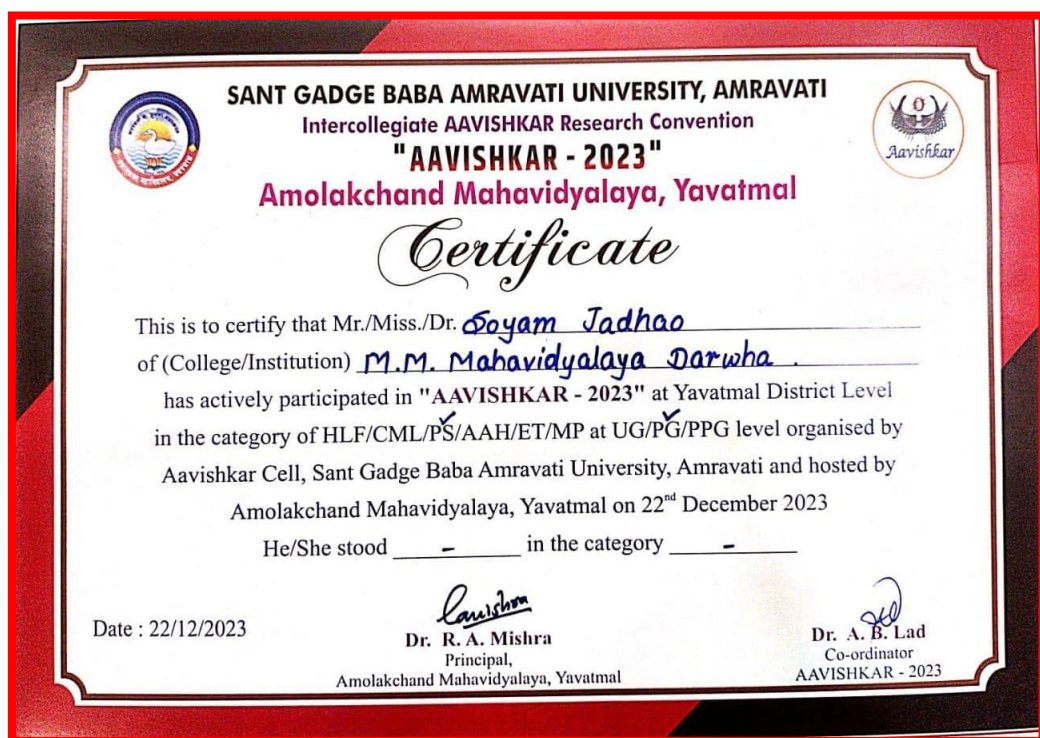 SANT GADGE BABA AMRAVATI UNIVERSITY, AMRAVATI
Intercollegiate AAVISHKAR Research Convention
"AAVISHKAR - 2023"
Amolakchand Mahavidyalaya, Yavatmal
Aavishkar
Certificate
This is to certify that Mr./Miss./Dr. Soyam Jadhao
of (College/Institution) M.M. Mahavidyalaya Darwha.
has actively participated in "AAVISHKAR - 2023" at Yavatmal District Level
in the category of HLF/CML/PS/AAH/ET/MP at UG/PG/PPG level organised by
Aavishkar Cell, Sant Gadge Baba Amravati University, Amravati and hosted by
Amolakchand Mahavidyalaya, Yavatmal on 22nd December 2023
He/She stood - in the category -
Date : 22/12/2023
Dr. R. A. Mishra
Principal,
Amolakchand Mahavidyalaya, Yavatmal
Dr. A. B. Lad
Co-ordinator
AAVISHKAR - 2023